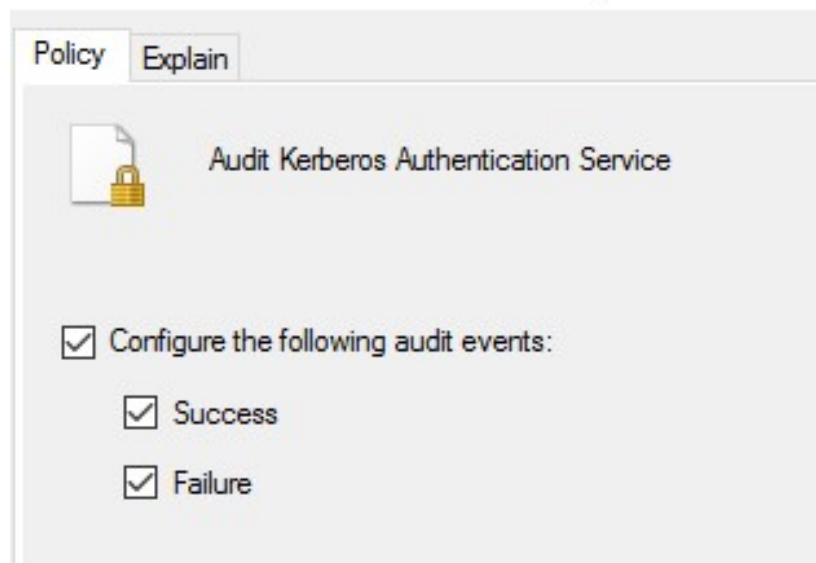 Policy
Explain
Audit Kerberos Authentication Service
Configure the following audit events:
Success
Failure